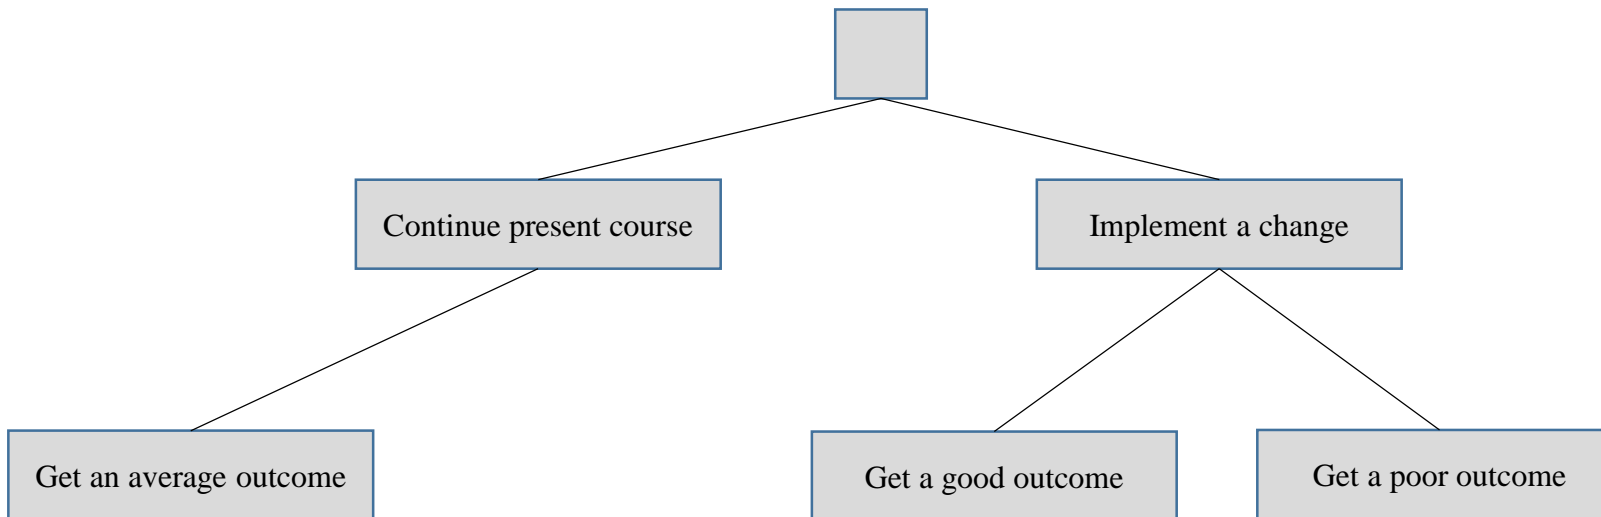 Continue present course
Implement a change
Get an average outcome
Get a good outcome
Get a poor outcome